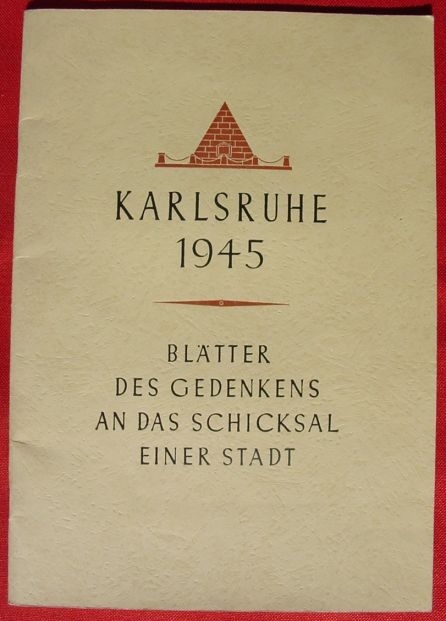 KARLSRUHE
1945
BLÄTTER
DES GEDENKENS
AN DAS SCHICKSAL
EINER STADT